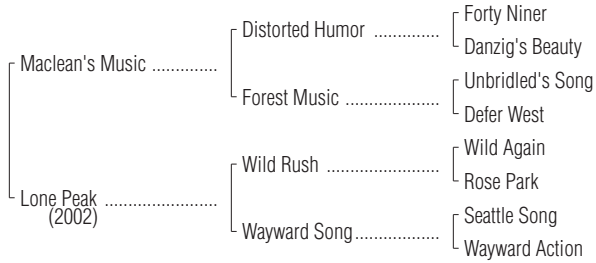 Forty Niner
Distorted Humor ..............
Danzig's Beauty
Maclean's Music ..............
Unbridled's Song
Forest Music ....................
Defer West
Wild Again
Wild Rush ........................
Rose Park
Lone Peak ........................
(2002)
Seattle Song
Wayward Song..................
Wayward Action